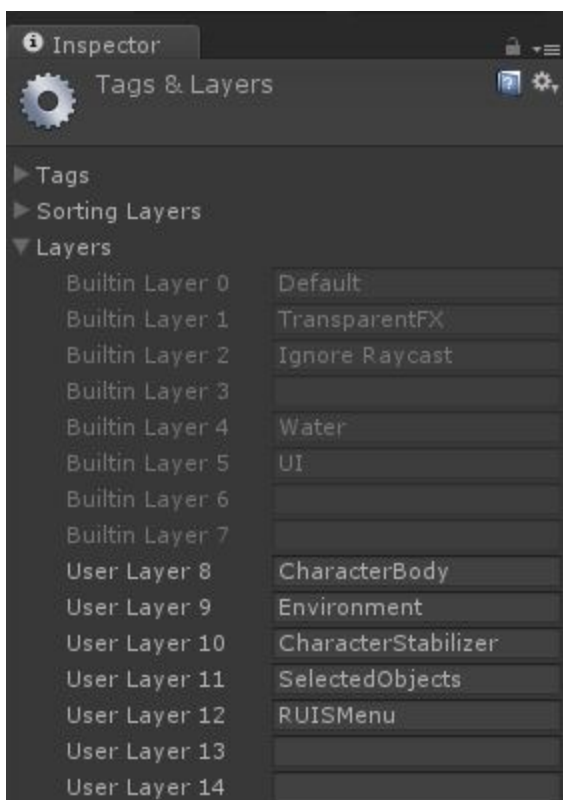 Inspector
Tags & Layers
Tags
Sorting Layers
Layers
Builtin Layer 0 Default
Builtin Layer 1 TransparentFX
Builtin Layer 2 Ignore Raycast
Builtin Layer 3
Builtin Layer 4 Water
Builtin Layer 5 UI
Builtin Layer 6
Builtin Layer 7
User Layer 8 CharacterBody
User Layer 9 Environment
User Layer 10 CharacterStabilizer
User Layer 11 SelectedObjects
User Layer 12 RUISMenu
User Layer 13
User Layer 14